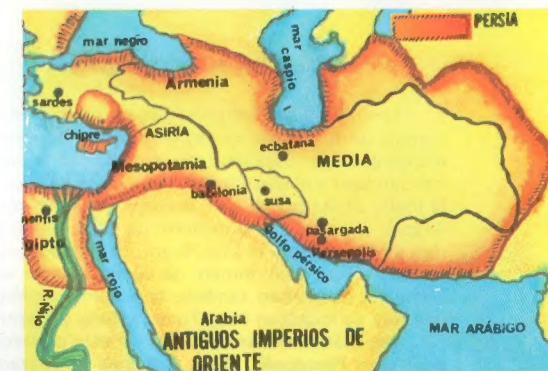 PERSIA
mar negro
mar
caspio
Armenia
sardes
ASIRIA
chipre
ecbatana
Mesopotamia
MEDIA
babilonia
susa
pasargada
Persepolis
golfo pérsico
mar rojo
R. Nilo
Arabia
ANTIGUOS IMPERIOS DE
ORIENTE
MAR ARÁBIGO